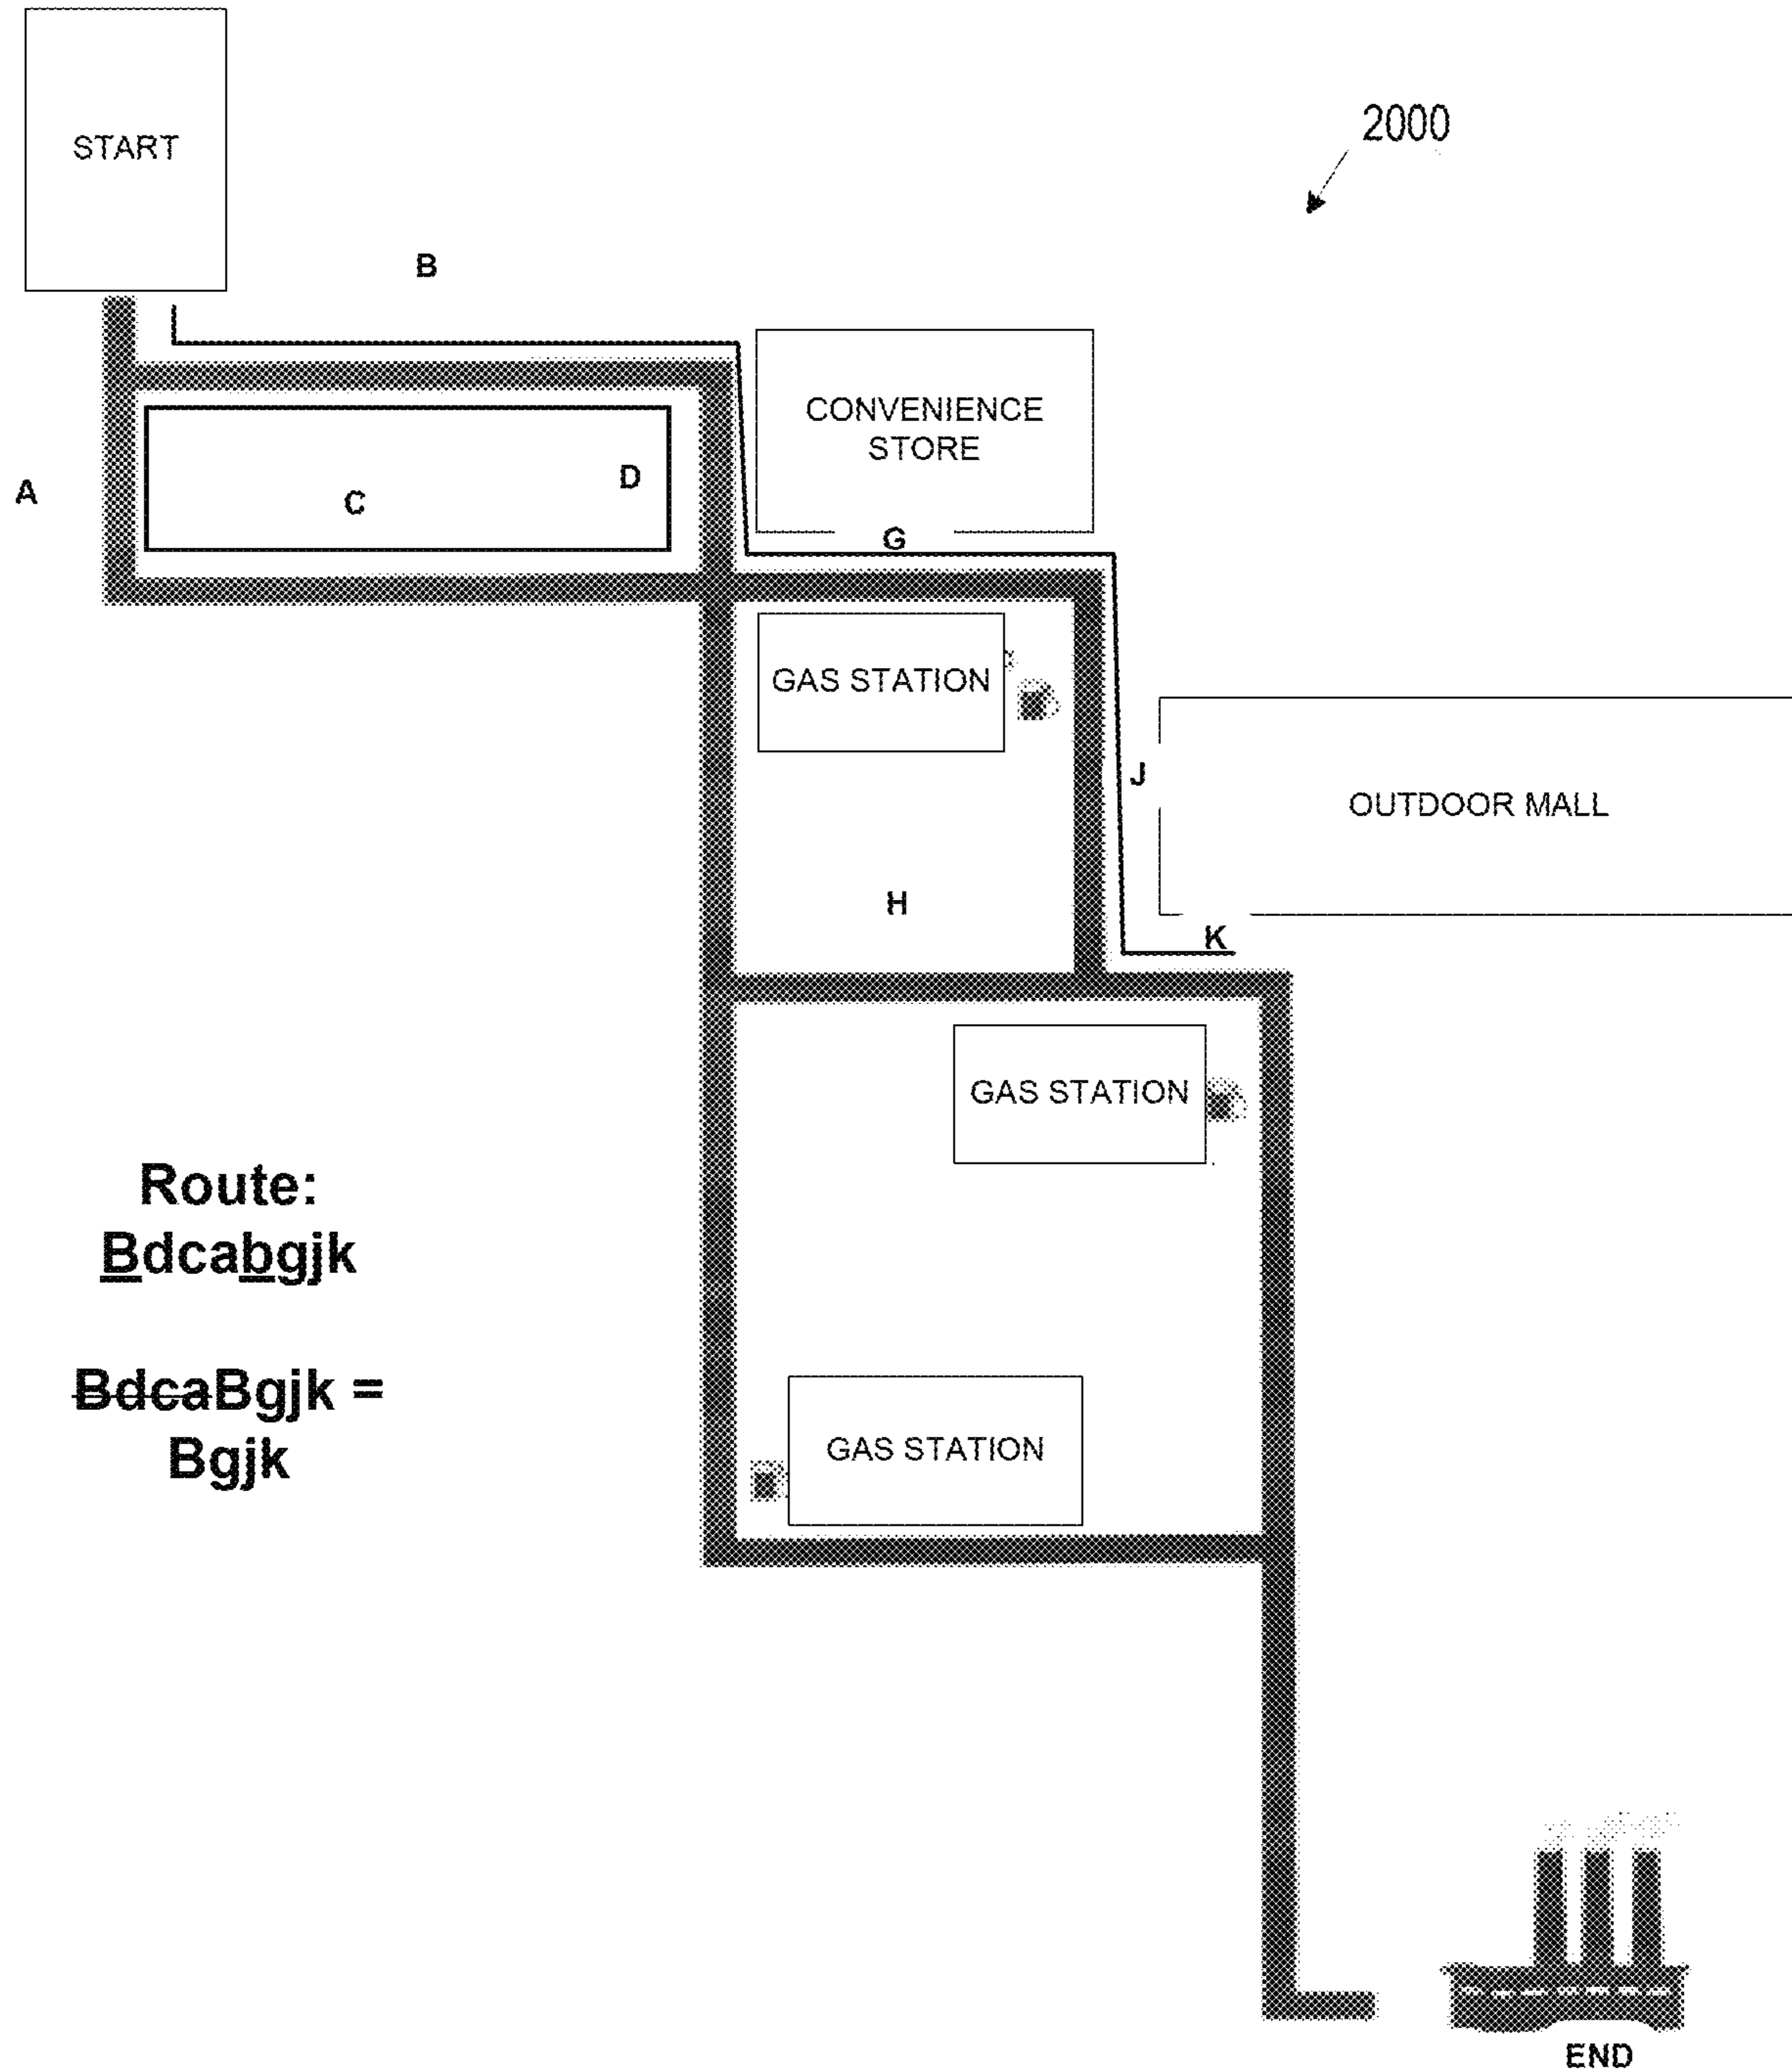 START
2000
B
CONVENIENCE
STORE
A
C
D
G
GAS STATION
J
OUTDOOR MALL
H
K
GAS STATION
Route:
Bdcabgjk
BdcaBgjk =
Bgjk
GAS STATION
END